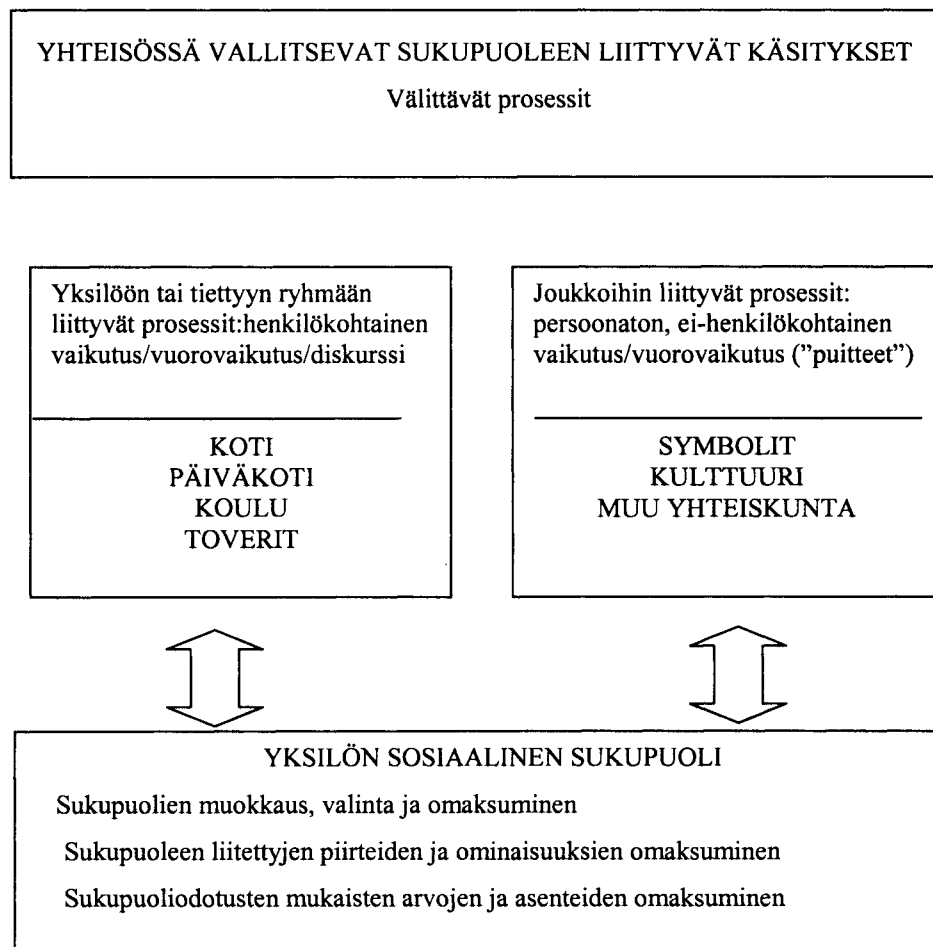 YHTEISÖSSÄ VALLITSEVAT SUKUPUOLEEN LIITTYVÄT KÄSITYKSET
Välittävät prosessit
Yksilöön tai tiettyyn ryhmään
liittyvät prosessit:henkilökohtainen
vaikutus/vuorovaikutus/diskurssi
KOTI
PÄIVÄKOTI
KOULU
TOVERIT
Joukkoihin liittyvät prosessit:
persoonaton, ei-henkilökohtainen
vaikutus/vuorovaikutus ("puitteet")
SYMBOLIT
KULTTUURI
MUU YHTEISKUNTA
YKSILÖN SOSIAALINEN SUKUPUOLI
Sukupuolien muokkaus, valinta ja omaksuminen
Sukupuoleen liitettyjen piirteiden ja ominaisuuksien omaksuminen
Sukupuoliodotusten mukaisten arvojen ja asenteiden omaksuminen